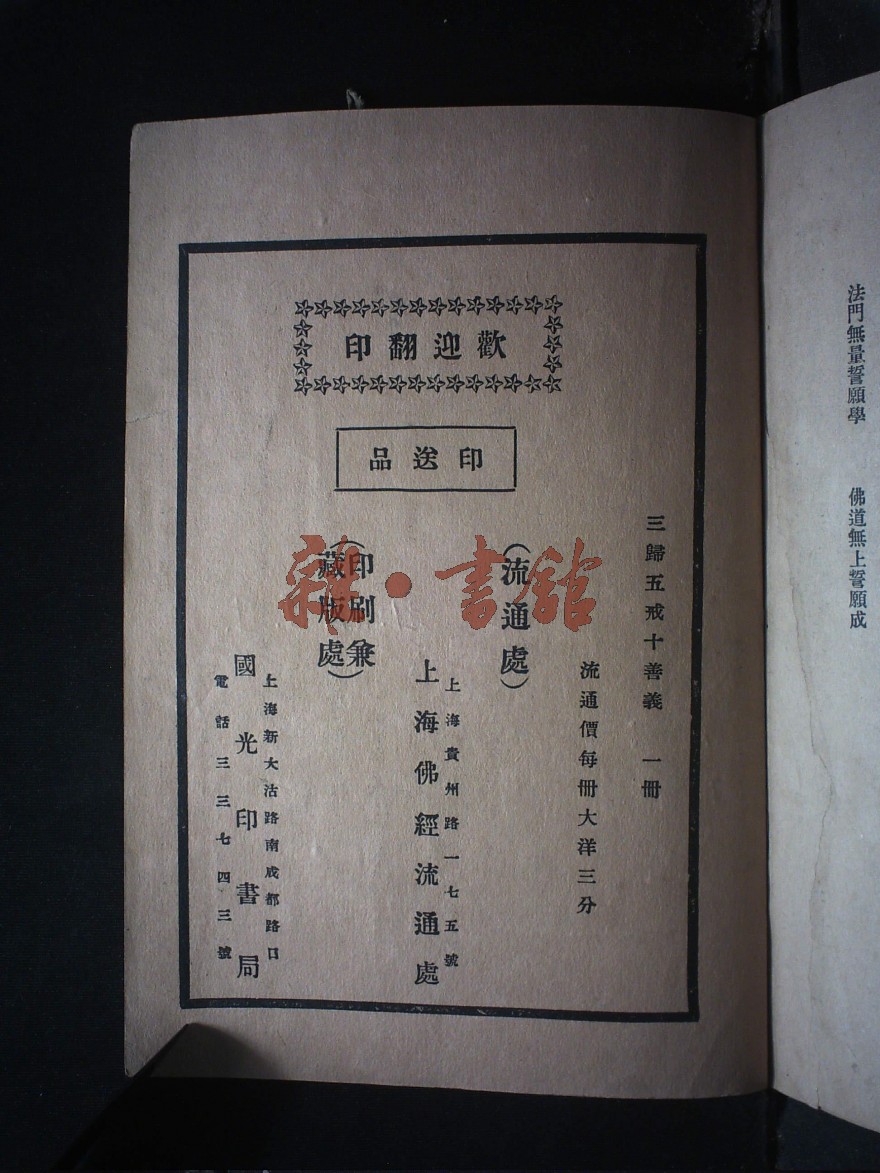 法門無量誓願學 佛道無上誓願成
歡迎翻印
印送品
三歸五戒十善義 一冊
流通價每冊大洋三分
（流通處）
上海貴州路一七五號
上海佛經流通處
（印刷兼
藏版處）
上海新大沽路南成都路口
國光印書局
電話三三七四三號
雜·書館